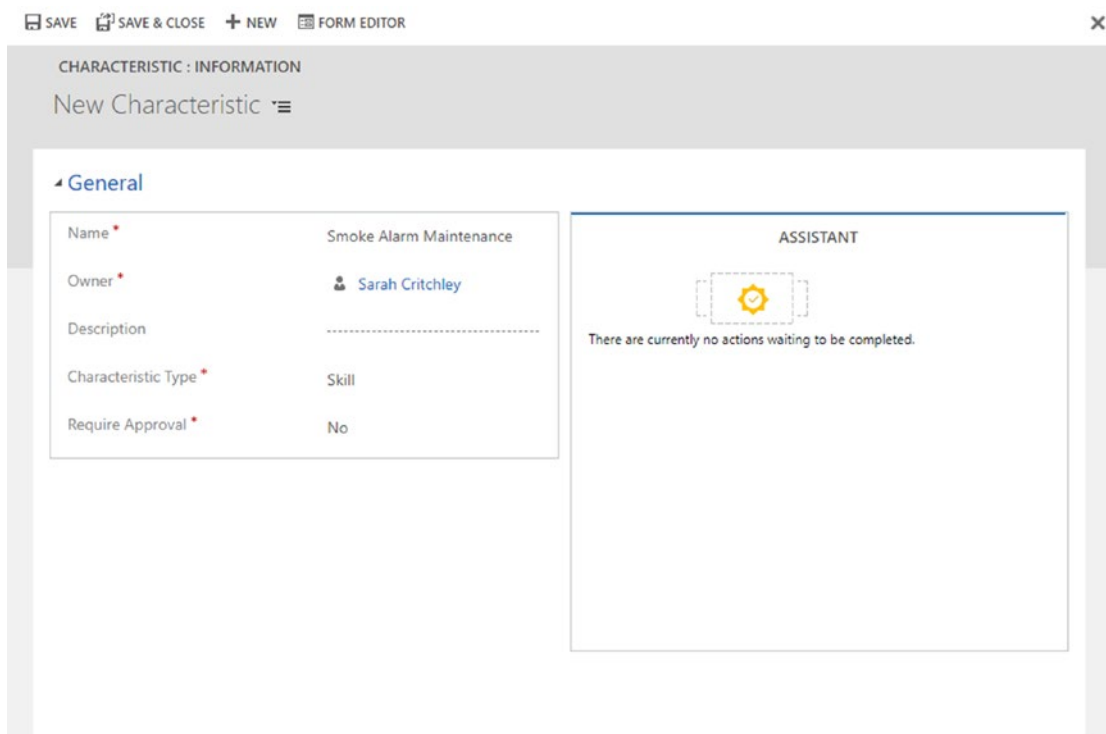 SAVE SAVE & CLOSE NEW FORM EDITOR
CHARACTERISTIC : INFORMATION
New Characteristic
General
Name * Smoke Alarm Maintenance
Owner * Sarah Critchley
Description
Characteristic Type * Skill
Require Approval * No
ASSISTANT
There are currently no actions waiting to be completed.